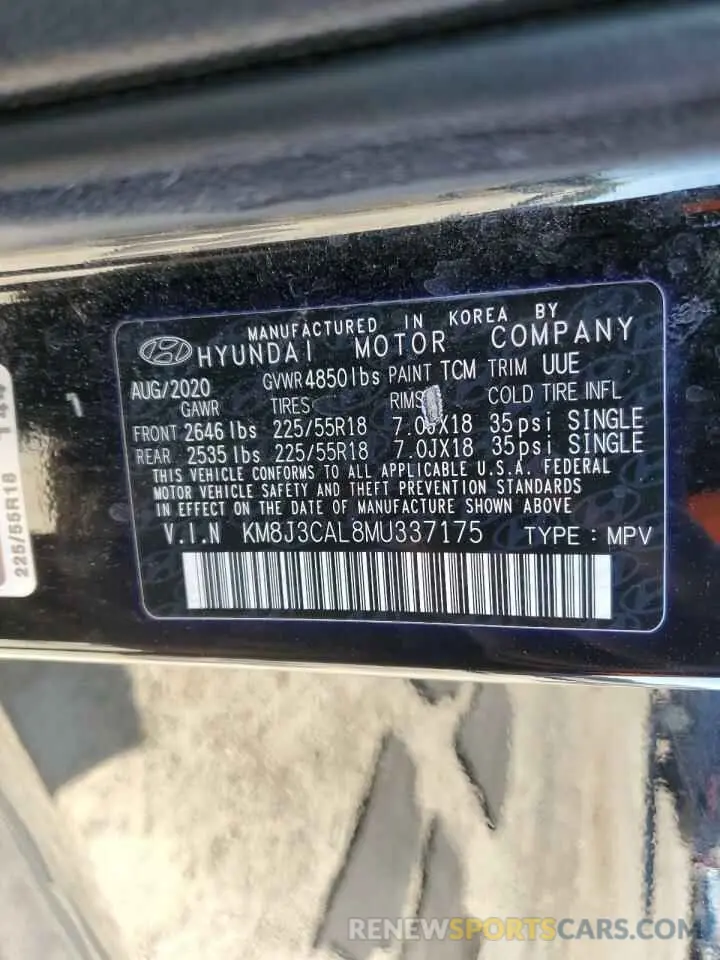 MANUFACTURED IN KOREA BY
HYUNDAI MOTOR COMPANY
AUG/2020 GVWR 4850 lbs PAINT TCM TRIM UUE
GAWR TIRES RIMS COLD TIRE INFL
FRONT 2646 lbs 225/55R18 7.0JX18 35psi SINGLE
REAR 2535 lbs 225/55R18 7.0JX18 35psi SINGLE
THIS VEHICLE CONFORMS TO ALL APPLICABLE U.S.A. FEDERAL
MOTOR VEHICLE SAFETY AND THEFT PREVENTION STANDARDS
IN EFFECT ON THE DATE OF MANUFACTURE SHOWN ABOVE
V.I.N KM8J3CAL8MU337175 TYPE : MPV
225/55R18
RENEWSPORTSCARS.COM